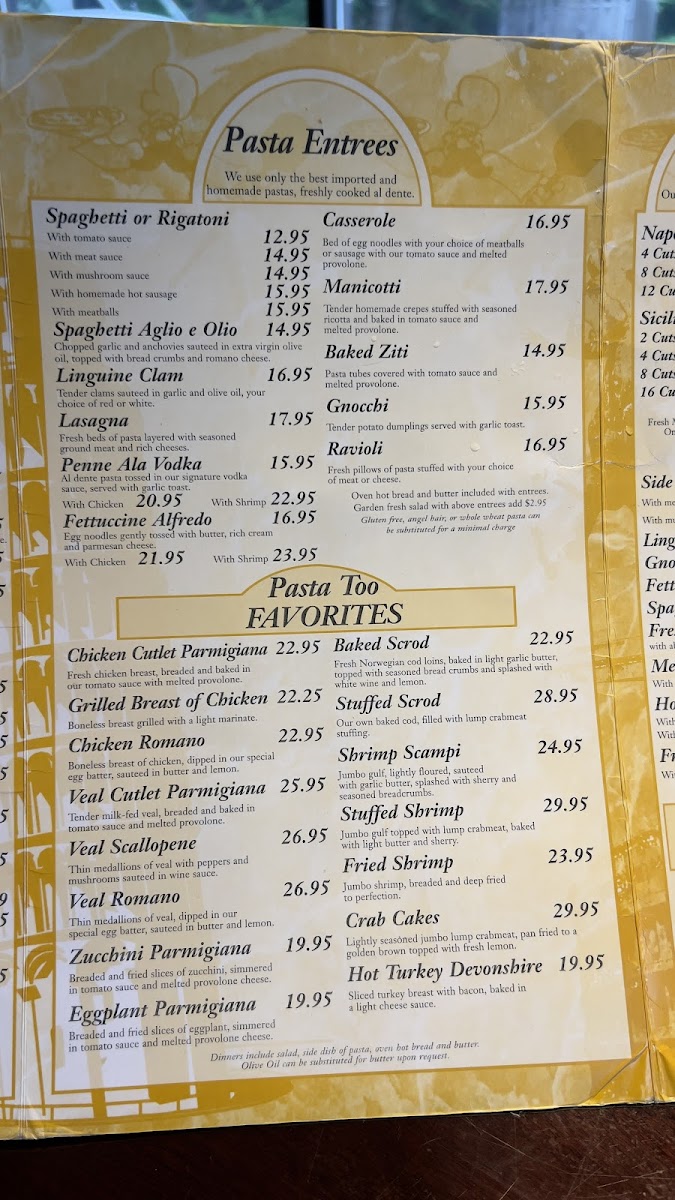 Pasta Entrees
We use only the best imported and
homemade pastas, freshly cooked al dente.
Spaghetti or Rigatoni
With tomato sauce 12.95
With meat sauce 14.95
With mushroom sauce 14.95
With homemade hot sausage 15.95
With meatballs 15.95
Spaghetti Aglio e Olio 14.95
Chopped garlic and anchovies sauteed in extra virgin olive
oil, topped with bread crumbs and romano cheese.
Linguine Clam 16.95
Tender clams sauteed in garlic and olive oil, your
choice of red or white.
Lasagna 17.95
Fresh beds of pasta layered with seasoned
ground meat and rich cheeses.
Penne Ala Vodka 15.95
Al dente pasta tossed in our signature vodka
sauce, served with garlic toast.
With Chicken 20.95 With Shrimp 22.95
Fettuccine Alfredo 16.95
Egg noodles gently tossed with butter, rich cream
and parmesan cheese.
With Chicken 21.95 With Shrimp 23.95
Casserole 16.95
Bed of egg noodles with your choice of meatballs
or sausage with our tomato sauce and melted
provolone.
Manicotti 17.95
Tender homemade crepes stuffed with seasoned
ricotta and baked in tomato sauce and
melted provolone.
Baked Ziti 14.95
Pasta tubes covered with tomato sauce and
melted provolone.
Gnocchi 15.95
Tender potato dumplings served with garlic toast.
Ravioli 16.95
Fresh pillows of pasta stuffed with your choice
of meat or cheese.
Oven hot bread and butter included with entrees.
Garden fresh salad with above entrees add $2.95
Gluten free, angel hair, or whole wheat pasta can
be substituted for a minimal charge
Pasta Too
FAVORITES
Chicken Cutlet Parmigiana 22.95
Fresh chicken breast, breaded and baked in
our tomato sauce with melted provolone.
Grilled Breast of Chicken 22.25
Boneless breast grilled with a light marinate.
Chicken Romano 22.95
Boneless breast of chicken, dipped in our special
egg batter, sauteed in butter and lemon.
Veal Cutlet Parmigiana 25.95
Tender milk-fed veal, breaded and baked in
tomato sauce and melted provolone.
Veal Scallopene 26.95
Thin medallions of veal with peppers and
mushrooms sauteed in wine sauce.
Veal Romano 26.95
Thin medallions of veal, dipped in our
special egg batter, sauteed in butter and lemon.
Zucchini Parmigiana 19.95
Breaded and fried slices of zucchini, simmered
in tomato sauce and melted provolone cheese.
Eggplant Parmigiana 19.95
Breaded and fried slices of eggplant, simmered
in tomato sauce and melted provolone cheese.
Baked Scrod 22.95
Fresh Norwegian cod loins, baked in light garlic butter,
topped with seasoned bread crumbs and splashed with
white wine and lemon.
Stuffed Scrod 28.95
Our own baked cod, filled with lump crabmeat
stuffing.
Shrimp Scampi 24.95
Jumbo gulf, lightly floured, sauteed
with garlic butter, splashed with sherry and
seasoned breadcrumbs.
Stuffed Shrimp 29.95
Jumbo gulf topped with lump crabmeat, baked
with light butter and sherry.
Fried Shrimp 23.95
Jumbo shrimp, breaded and deep fried
to perfection.
Crab Cakes 29.95
Lightly seasoned jumbo lump crabmeat, pan fried to a
golden brown topped with fresh lemon.
Hot Turkey Devonshire 19.95
Sliced turkey breast with bacon, baked in
a light cheese sauce.
Dinners include salad, side dish of pasta, oven hot bread and butter.
Olive Oil can be substituted for butter upon request.
4 Cuts
8 Cuts
2 Cuts
4 Cuts
8 Cuts
Side
With
With
With